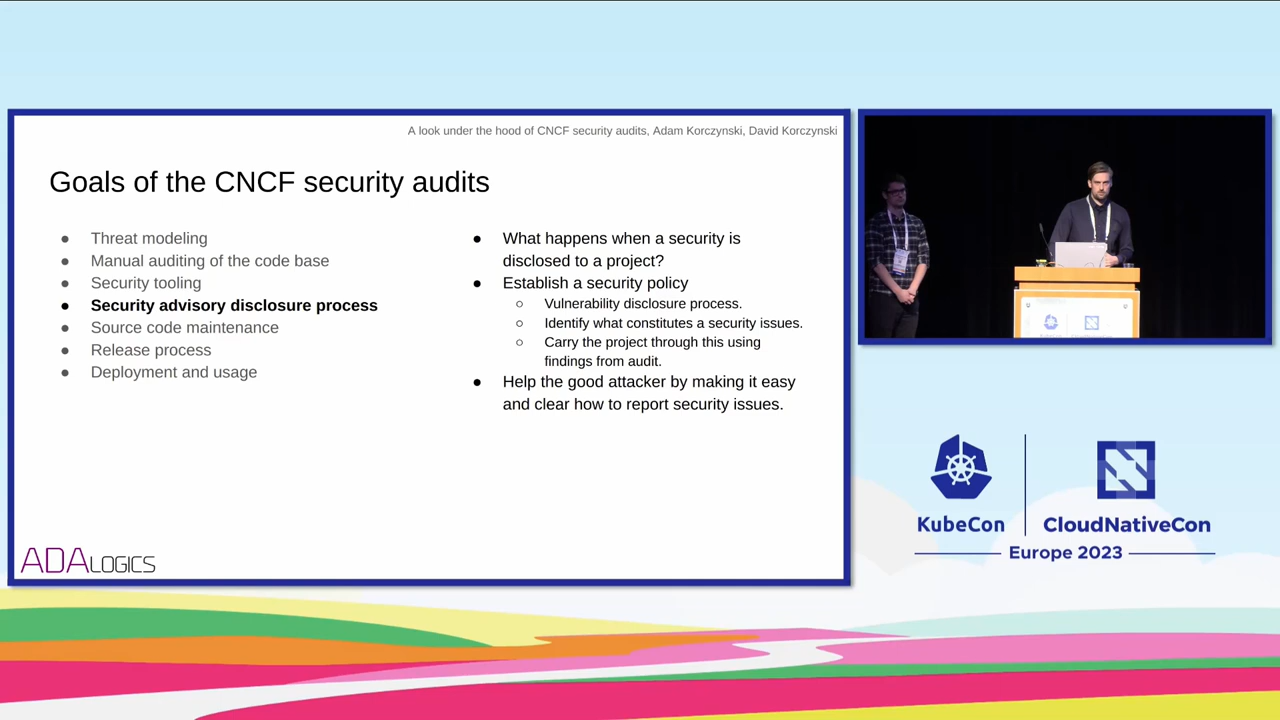 A look under the hood of CNCF security audits, Adam Korczynski, David Korczynski
Goals of the CNCF security audits
● Threat modeling
● Manual auditing of the code base
● Security tooling
● Security advisory disclosure process
● Source code maintenance
● Release process
● Deployment and usage
● What happens when a security is
disclosed to a project?
● Establish a security policy
○ Vulnerability disclosure process.
○ Identify what constitutes a security issues.
○ Carry the project through this using
findings from audit.
● Help the good attacker by making it easy
and clear how to report security issues.
ADALOGICS
KubeCon
CloudNativeCon
Europe 2023